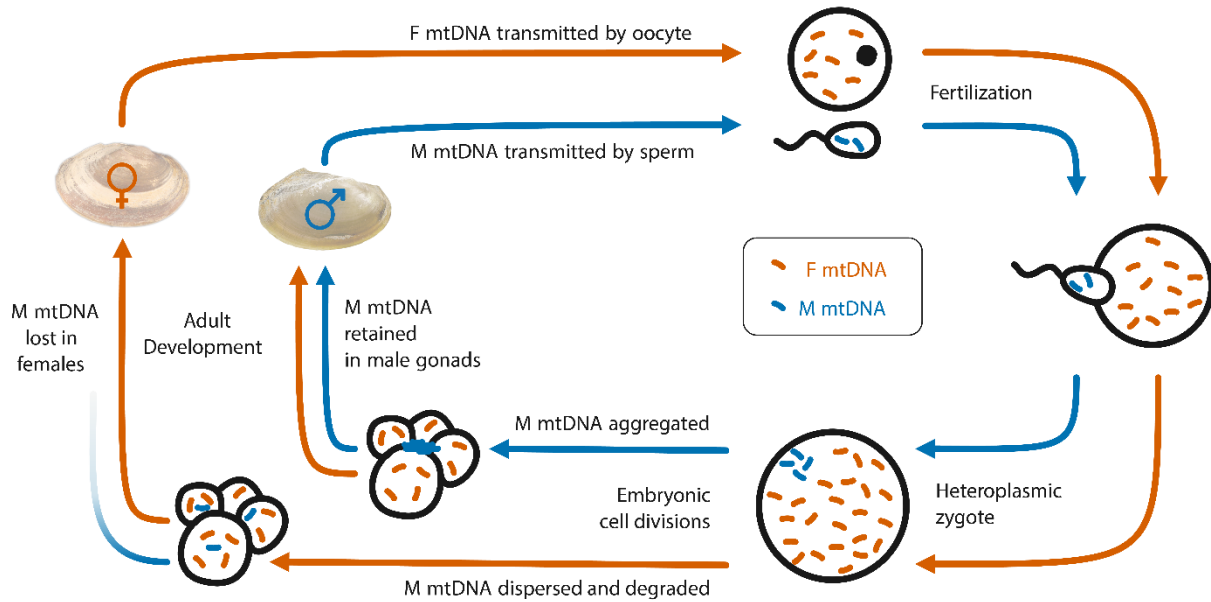 F mtDNA transmitted by oocyte
Fertilization
M mtDNA transmitted by sperm
F mtDNA
M mtDNA
M mtDNA
lost in
females
Adult
Development
M mtDNA
retained
in male gonads
M mtDNA aggregated
Embryonic
cell divisions
Heteroplasmic
zygote
M mtDNA dispersed and degraded